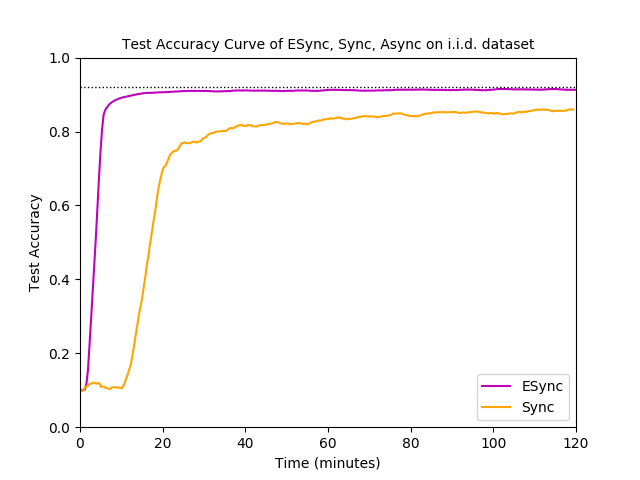 Test Accuracy Curve of ESync, Sync, Async on i.i.d. dataset
1.0
0.8
0.6
0.4
0.2
0.0
Test Accuracy
0 20 40 60 80 100 120
Time (minutes)
ESync
Sync